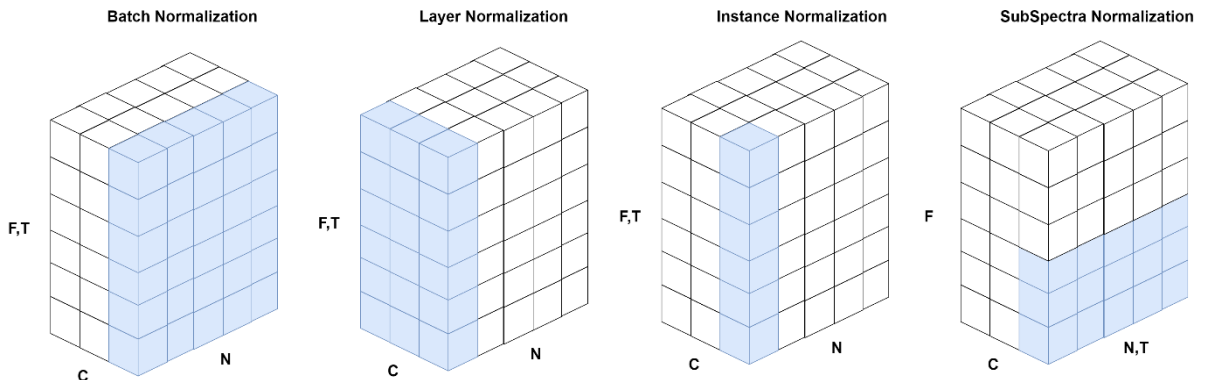 Batch Normalization
Layer Normalization
Instance Normalization
SubSpectra Normalization
F,T
F,T
F,T
F
C
N
C
N
C
N
C
N,T